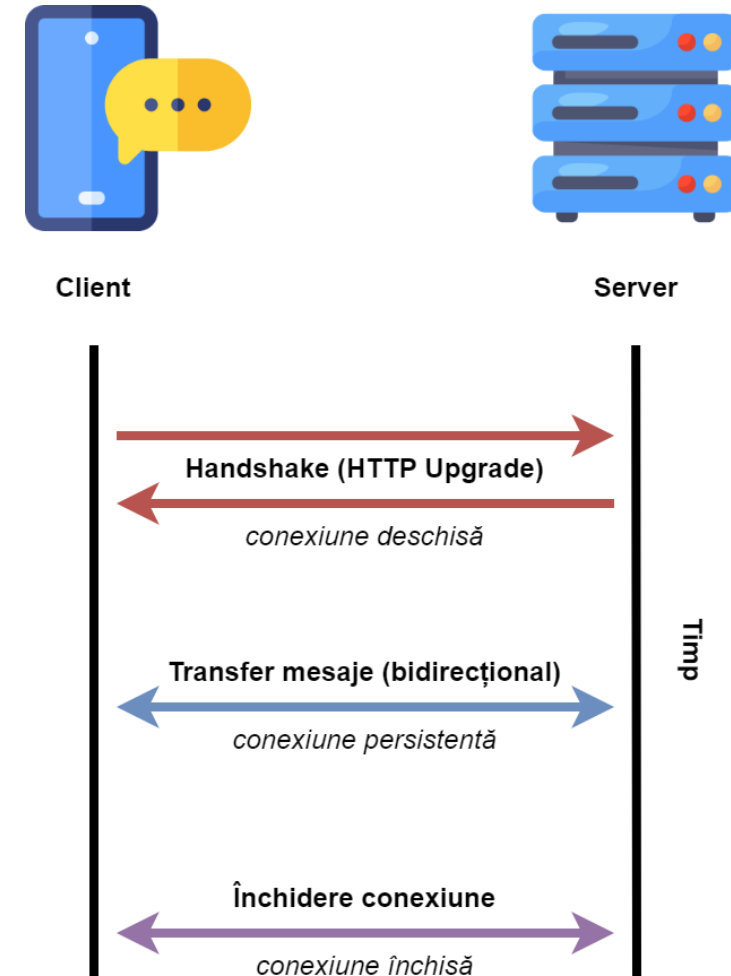 Client
Server
Handshake (HTTP Upgrade)
conexiune deschisă
Timp
Transfer mesaje (bidirecțional)
conexiune persistentă
Închidere conexiune
conexiune închisă